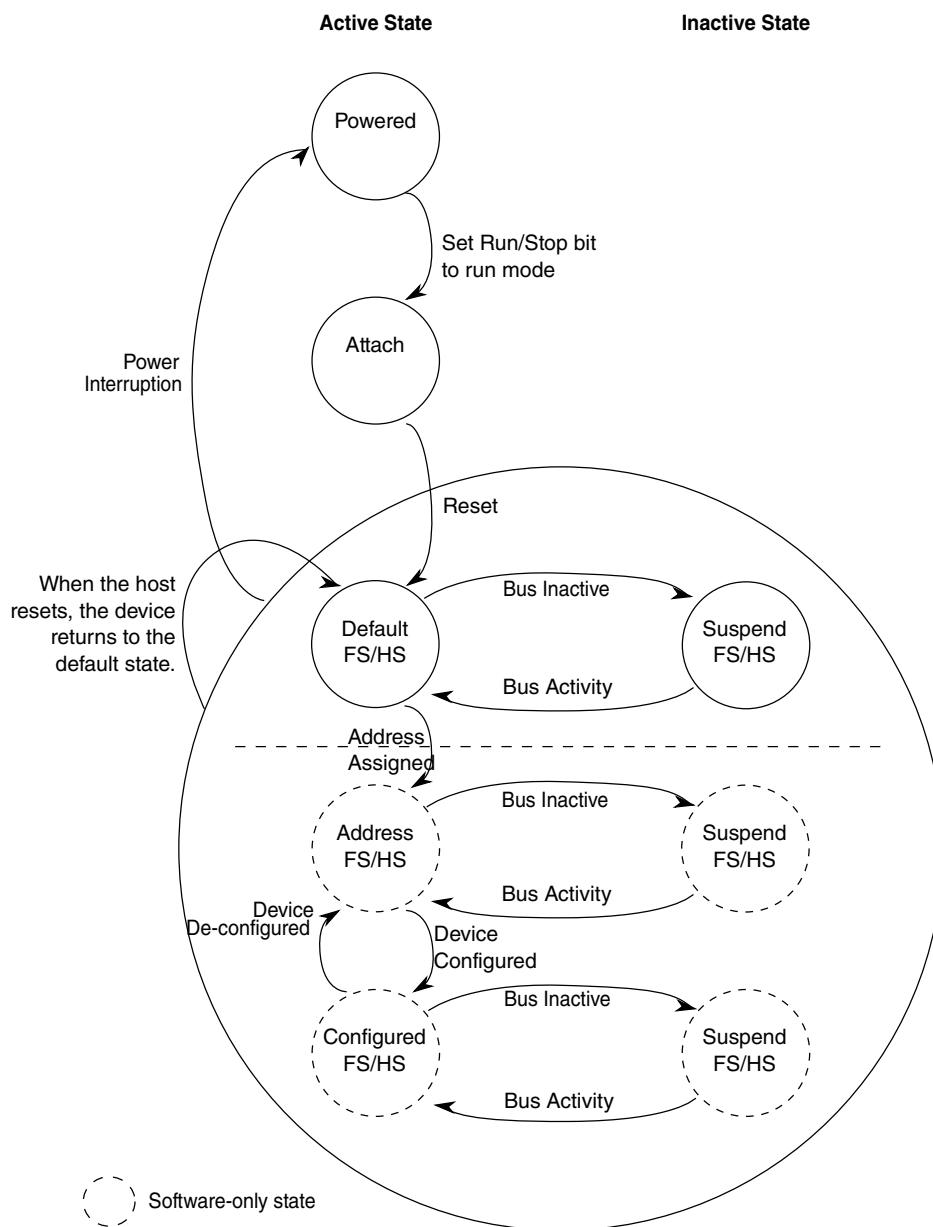 Active State
Inactive State
Powered
Set Run/Stop bit
to run mode
Attach
Power
Interruption
Reset
When the host
resets, the device
returns to the
default state.
Default
FS/HS
Bus Inactive
Suspend
FS/HS
Bus Activity
Address
Assigned
Address
FS/HS
Bus Inactive
Suspend
FS/HS
Bus Activity
Device
De-configured
Device
Configured
Configured
FS/HS
Bus Inactive
Suspend
FS/HS
Bus Activity
Software-only state